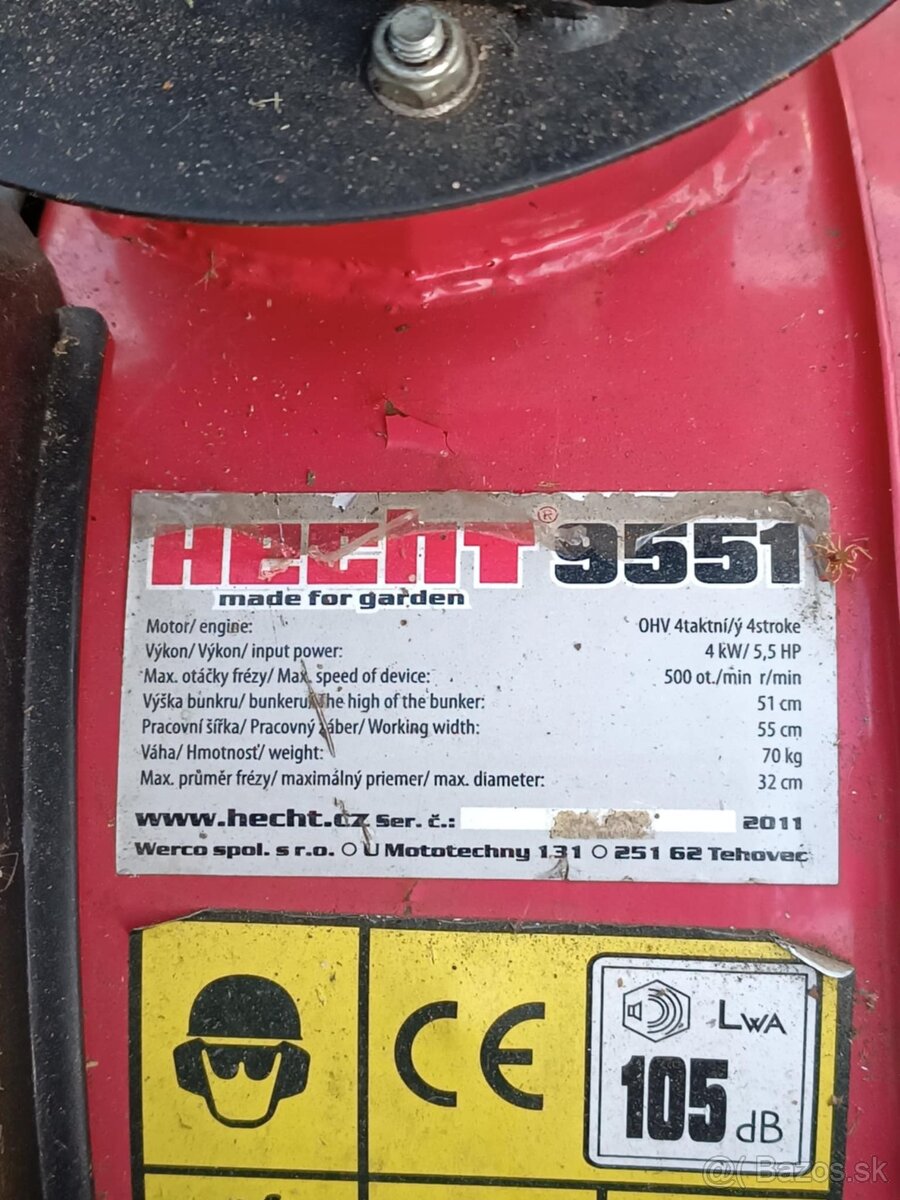 HECHT® 9551
made for garden
Motor/ engine: OHV 4taktní/ý 4stroke
Výkon/ Výkon/ input power: 4 kW/ 5,5 HP
Max. otáčky frézy/ Max. speed of device: 500 ot./min r/min
Výška bunkru/ bunkeru/ The high of the bunker: 51 cm
Pracovní šířka/ Pracovný záber/ Working width: 55 cm
Váha/ Hmotnosť/ weight: 70 kg
Max. průměr frézy/ maximálný priemer/ max. diameter: 32 cm
www.hecht.cz Ser. č.: 2011
Werco spol. s r.o. O U Mototechny 131 O 251 62 Tehovec
CE
LWA
105 dB
@Bazos.sk